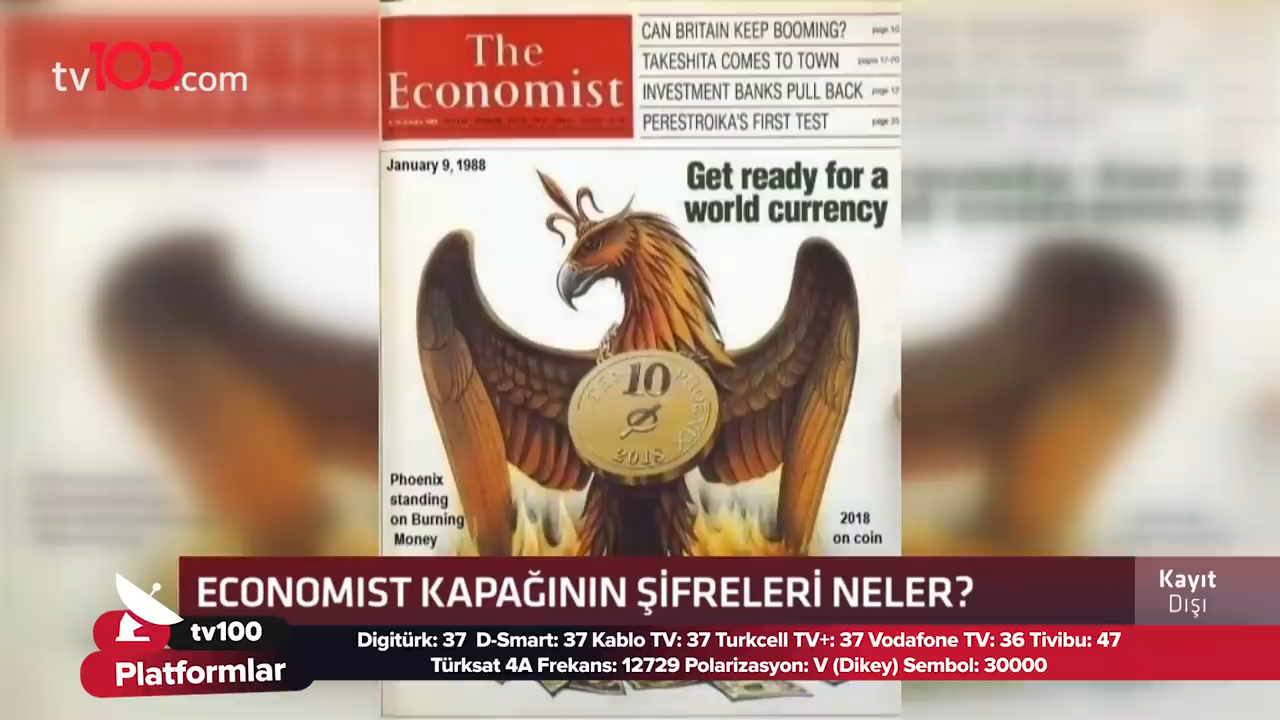 tv100.com
The
Economist
CAN BRITAIN KEEP BOOMING? page 10
TAKESHITA COMES TO TOWN pages 17-20
INVESTMENT BANKS PULL BACK page 12
PERESTROIKA'S FIRST TEST page 35
January 9, 1988
Get ready for a
world currency
TEN PHOENIX
10
2018
Phoenix
standing
on Burning
Money
2018
on coin
ECONOMIST KAPAĞININ ŞİFRELERİ NELER?
Kayıt
Dışı
tv100
Platformlar
Digitürk: 37 D-Smart: 37 Kablo TV: 37 Turkcell TV+: 37 Vodafone TV: 36 Tivibu: 47
Türksat 4A Frekans: 12729 Polarizasyon: V (Dikey) Sembol: 30000